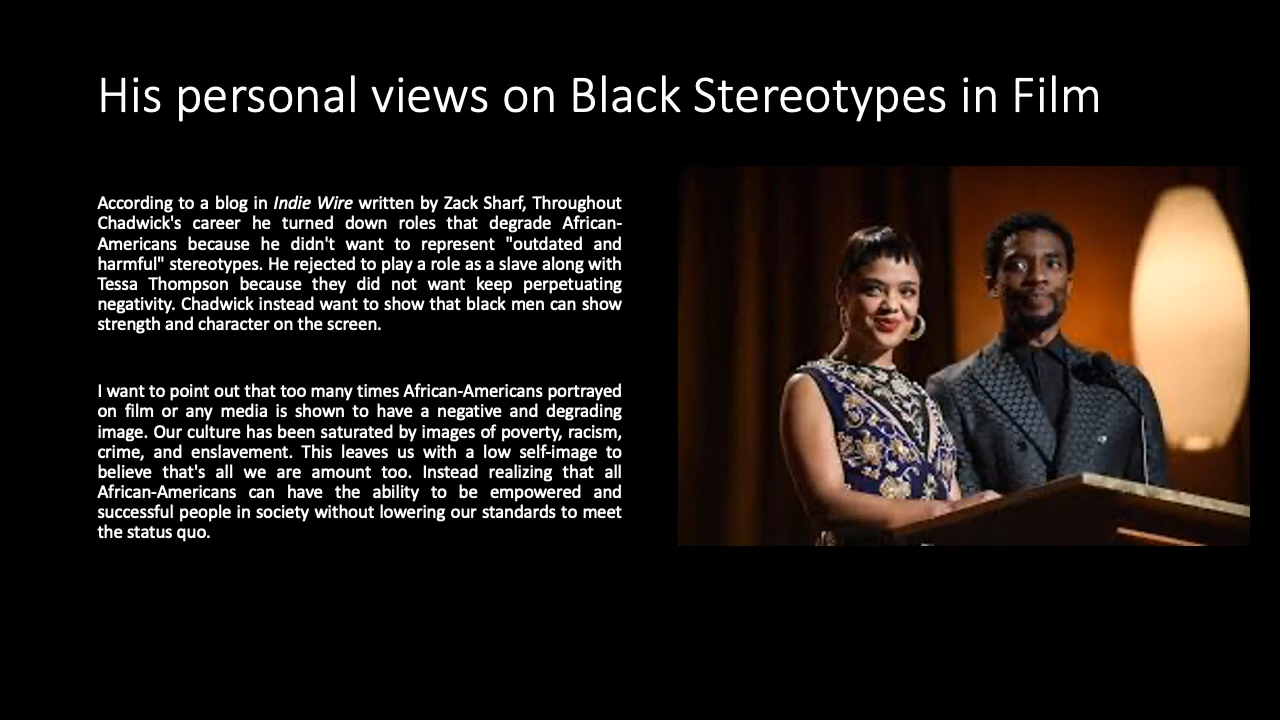 His personal views on Black Stereotypes in Film
According to a blog in Indie Wire written by Zack Sharf, Throughout
Chadwick's career he turned down roles that degrade African-
Americans because he didn't want to represent "outdated and
harmful" stereotypes. He rejected to play a role as a slave along with
Tessa Thompson because they did not want keep perpetuating
negativity. Chadwick instead want to show that black men can show
strength and character on the screen.
I want to point out that too many times African-Americans portrayed
on film or any media is shown to have a negative and degrading
image. Our culture has been saturated by images of poverty, racism,
crime, and enslavement. This leaves us with a low self-image to
believe that's all we are amount too. Instead realizing that all
African-Americans can have the ability to be empowered and
successful people in society without lowering our standards to meet
the status quo.